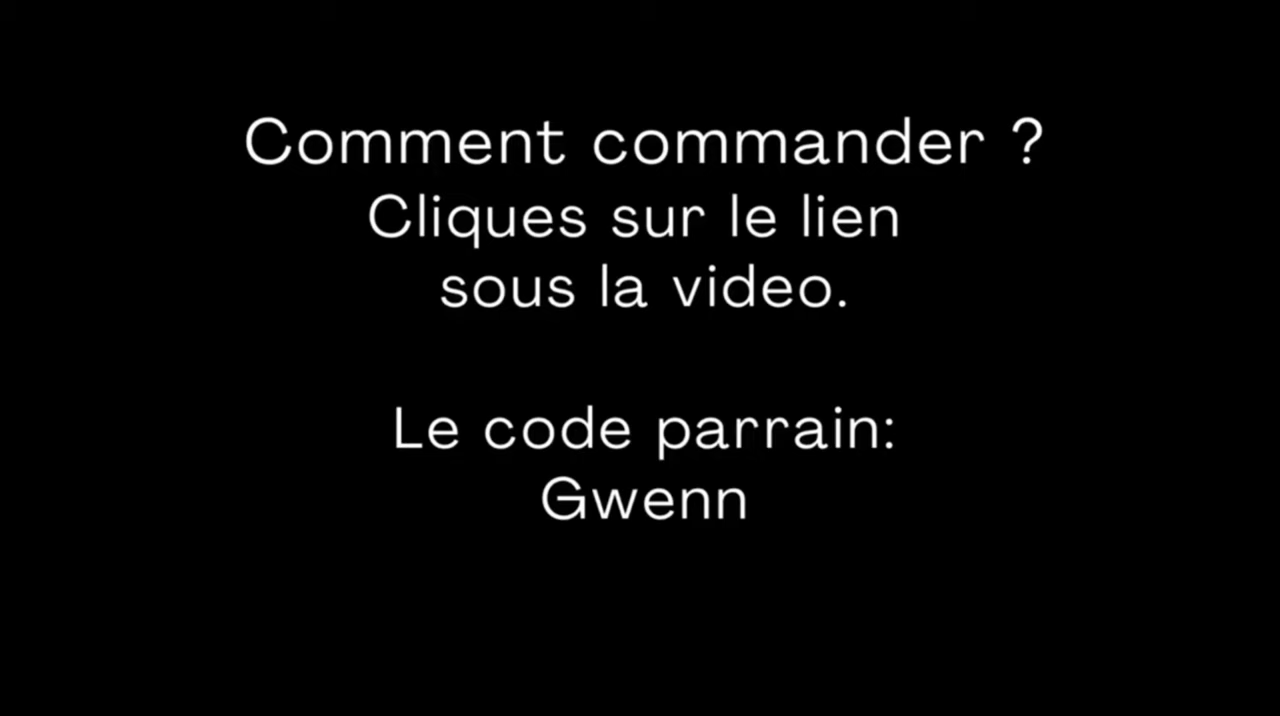 Comment commander ?
Cliques sur le lien
sous la video.
Le code parrain:
Gwenn